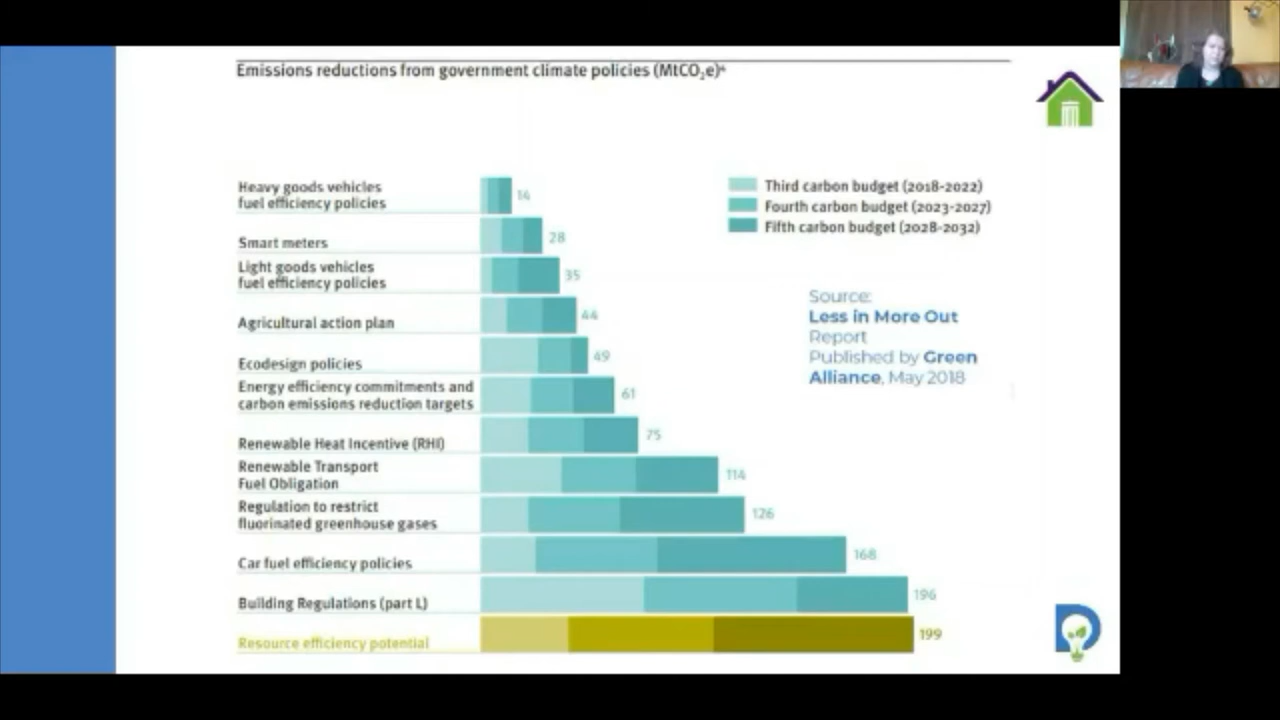 Emissions reductions from government climate policies (MtCO₂e)⁴
Heavy goods vehicles
fuel efficiency policies
14
Smart meters
28
Light goods vehicles
fuel efficiency policies
35
Agricultural action plan
44
Ecodesign policies
49
Energy efficiency commitments and
carbon emissions reduction targets
61
Renewable Heat Incentive (RHI)
75
Renewable Transport
Fuel Obligation
114
Regulation to restrict
fluorinated greenhouse gases
126
Car fuel efficiency policies
168
Building Regulations (part L)
196
Resource efficiency potential
199
Third carbon budget (2018-2022)
Fourth carbon budget (2023-2027)
Fifth carbon budget (2028-2032)
Source:
Less in More Out
Report
Published by Green
Alliance, May 2018